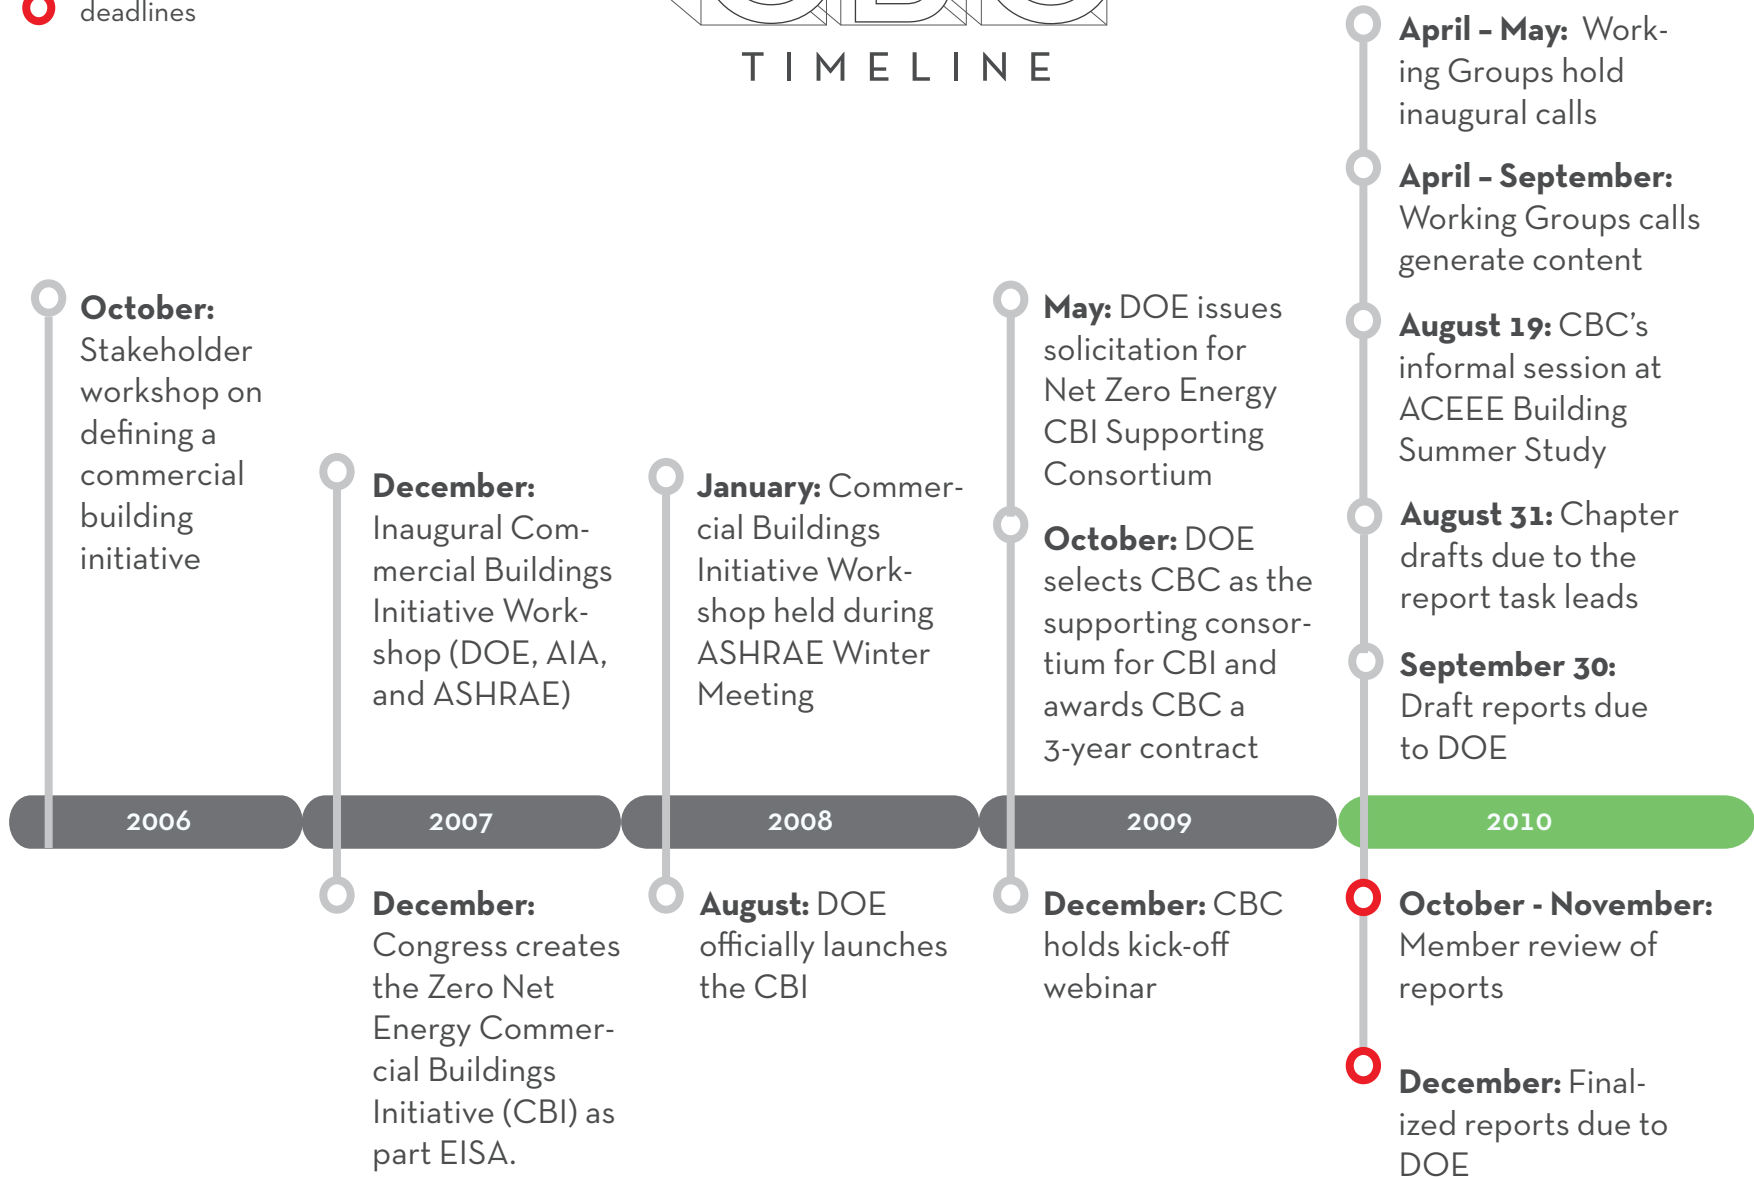 deadlines
TIMELINE
October:
Stakeholder
workshop on
defining a
commercial
building
initiative
December:
Inaugural Com-
mercial Buildings
Initiative Work-
shop (DOE, AIA,
and ASHRAE)
January: Commer-
cial Buildings
Initiative Work-
shop held during
ASHRAE Winter
Meeting
May: DOE issues
solicitation for
Net Zero Energy
CBI Supporting
Consortium
October: DOE
selects CBC as the
supporting consor-
tium for CBI and
awards CBC a
3-year contract
April – May: Work-
ing Groups hold
inaugural calls
April – September:
Working Groups calls
generate content
August 19: CBC’s
informal session at
ACEEE Building
Summer Study
August 31: Chapter
drafts due to the
report task leads
September 30:
Draft reports due
to DOE
2006
2007
2008
2009
2010
December:
Congress creates
the Zero Net
Energy Commer-
cial Buildings
Initiative (CBI) as
part EISA.
August: DOE
officially launches
the CBI
December: CBC
holds kick-off
webinar
October - November:
Member review of
reports
December: Final-
ized reports due to
DOE